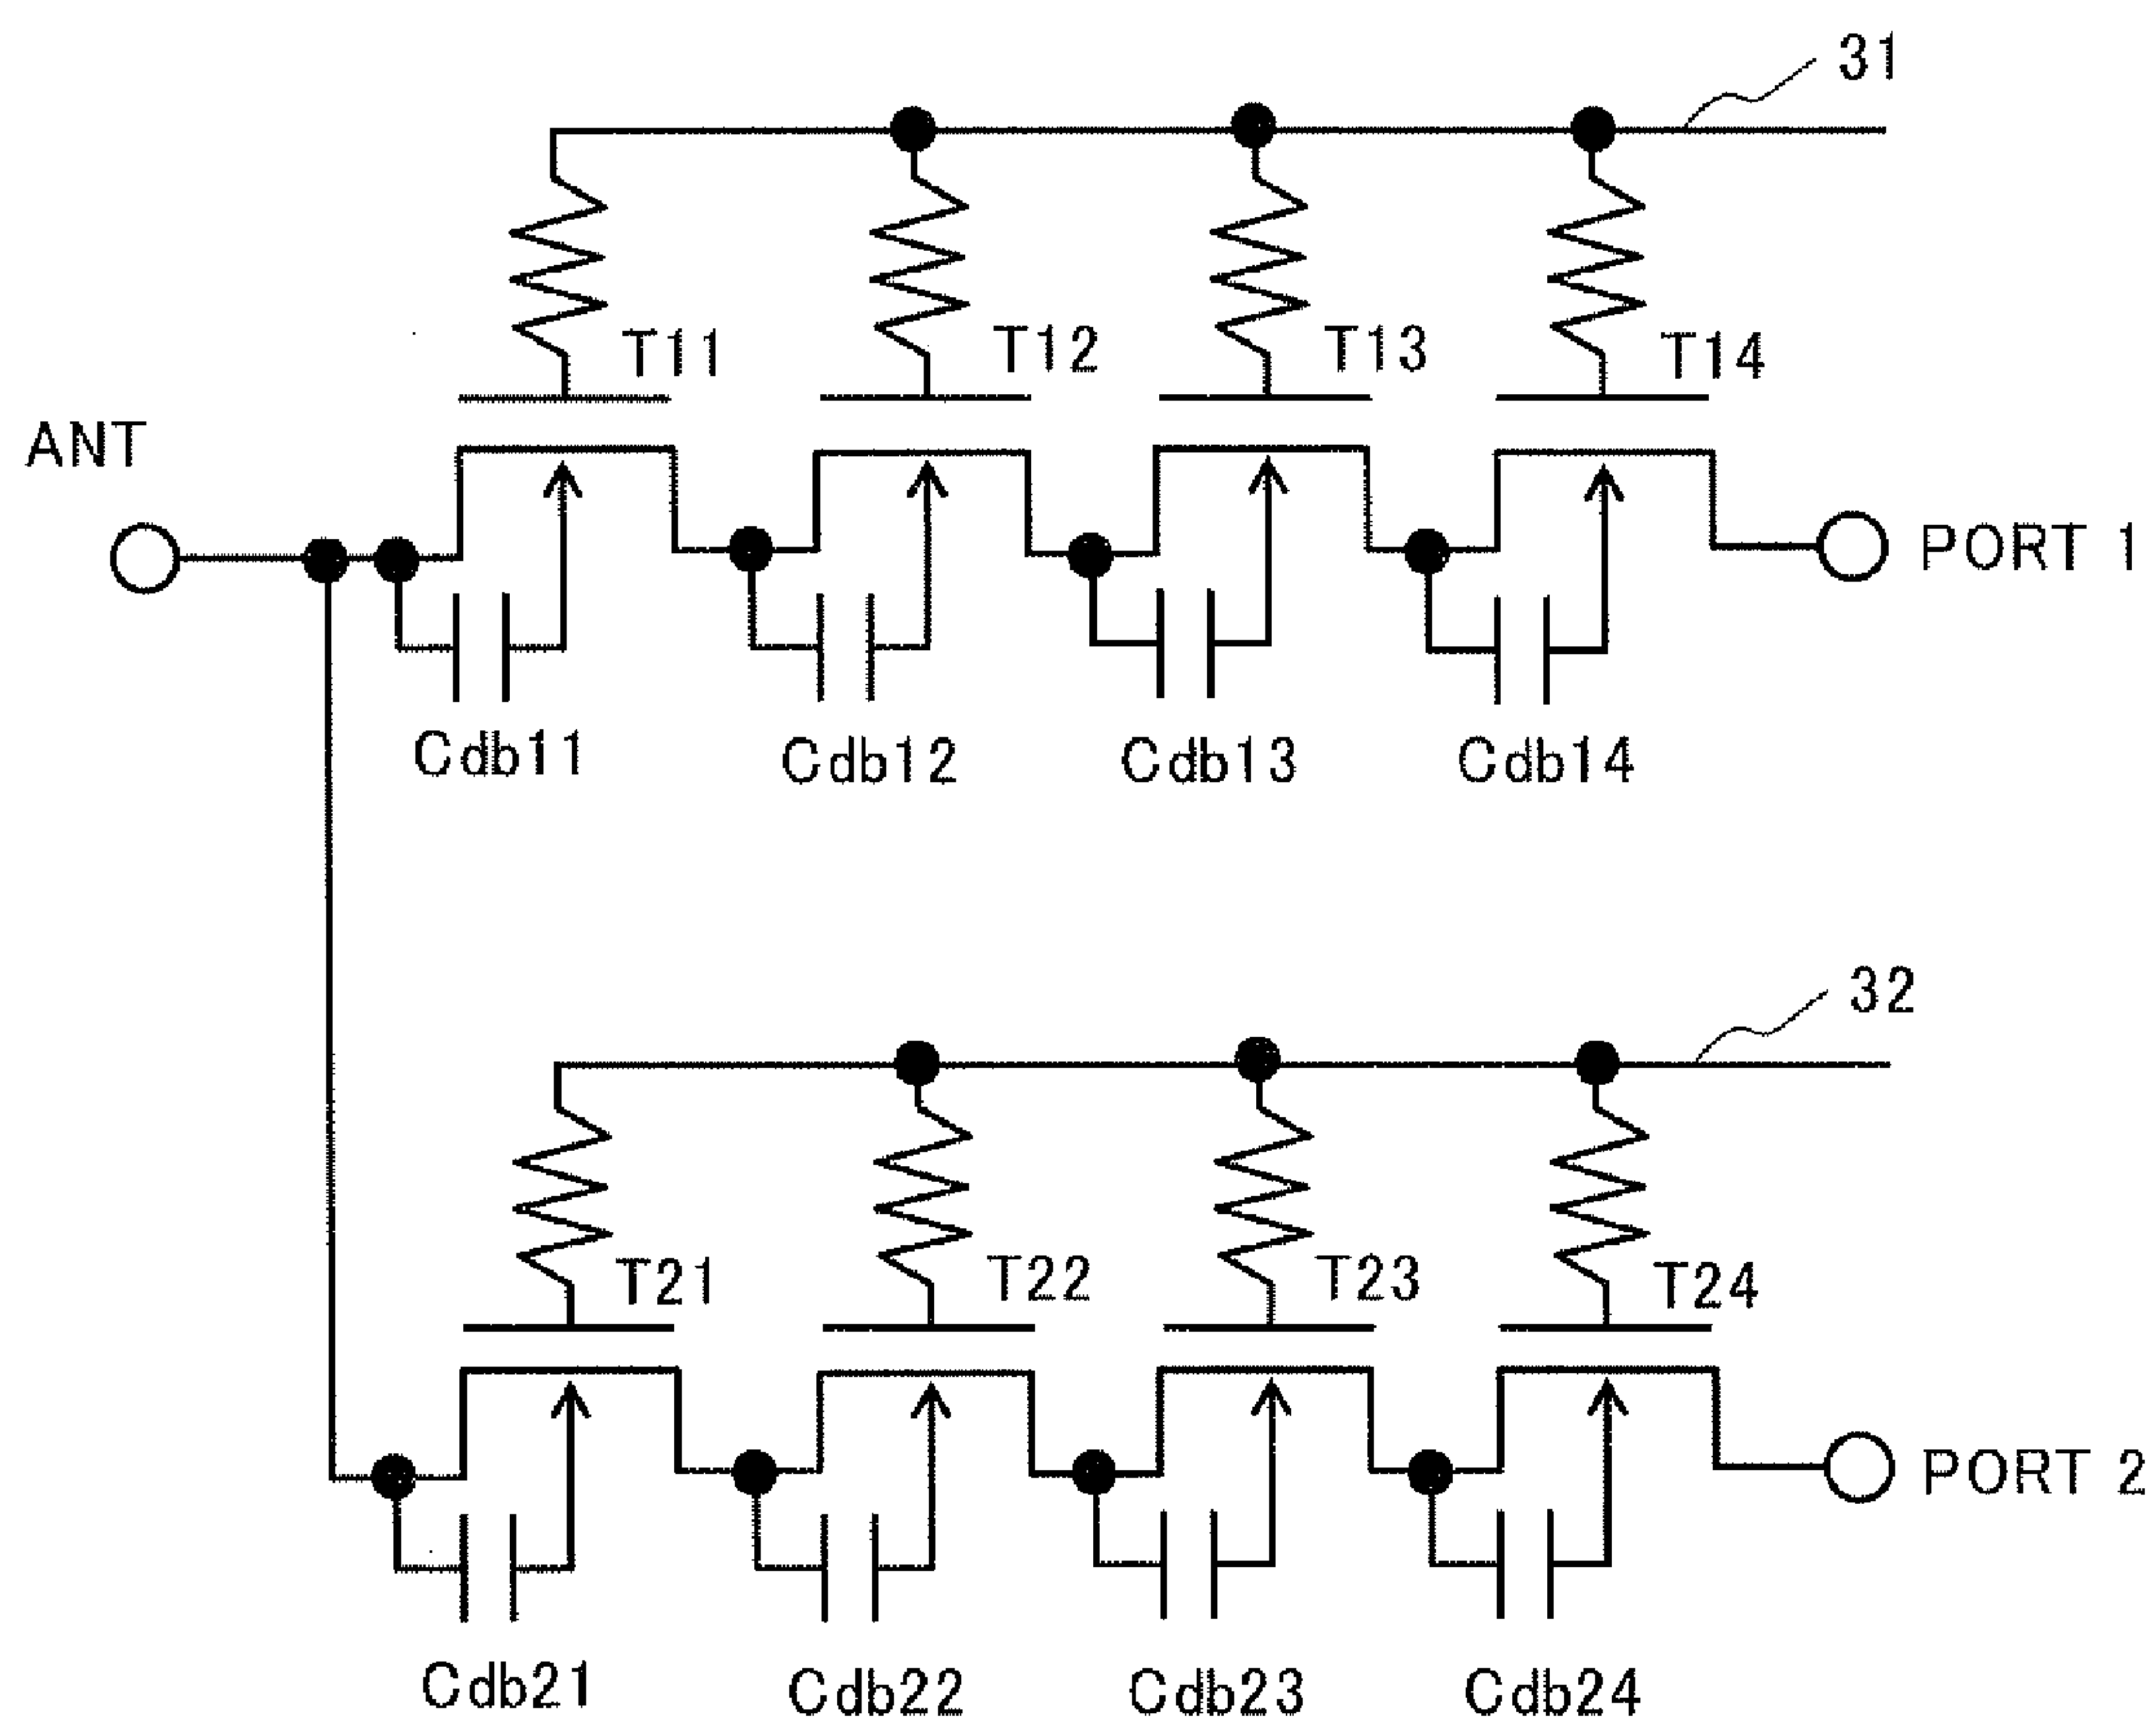 31
T11 T12 T13 T14
ANT
PORT 1
Cdb11 Cdb12 Cdb13 Cdb14
32
T21 T22 T23 T24
PORT 2
Cdb21 Cdb22 Cdb23 Cdb24